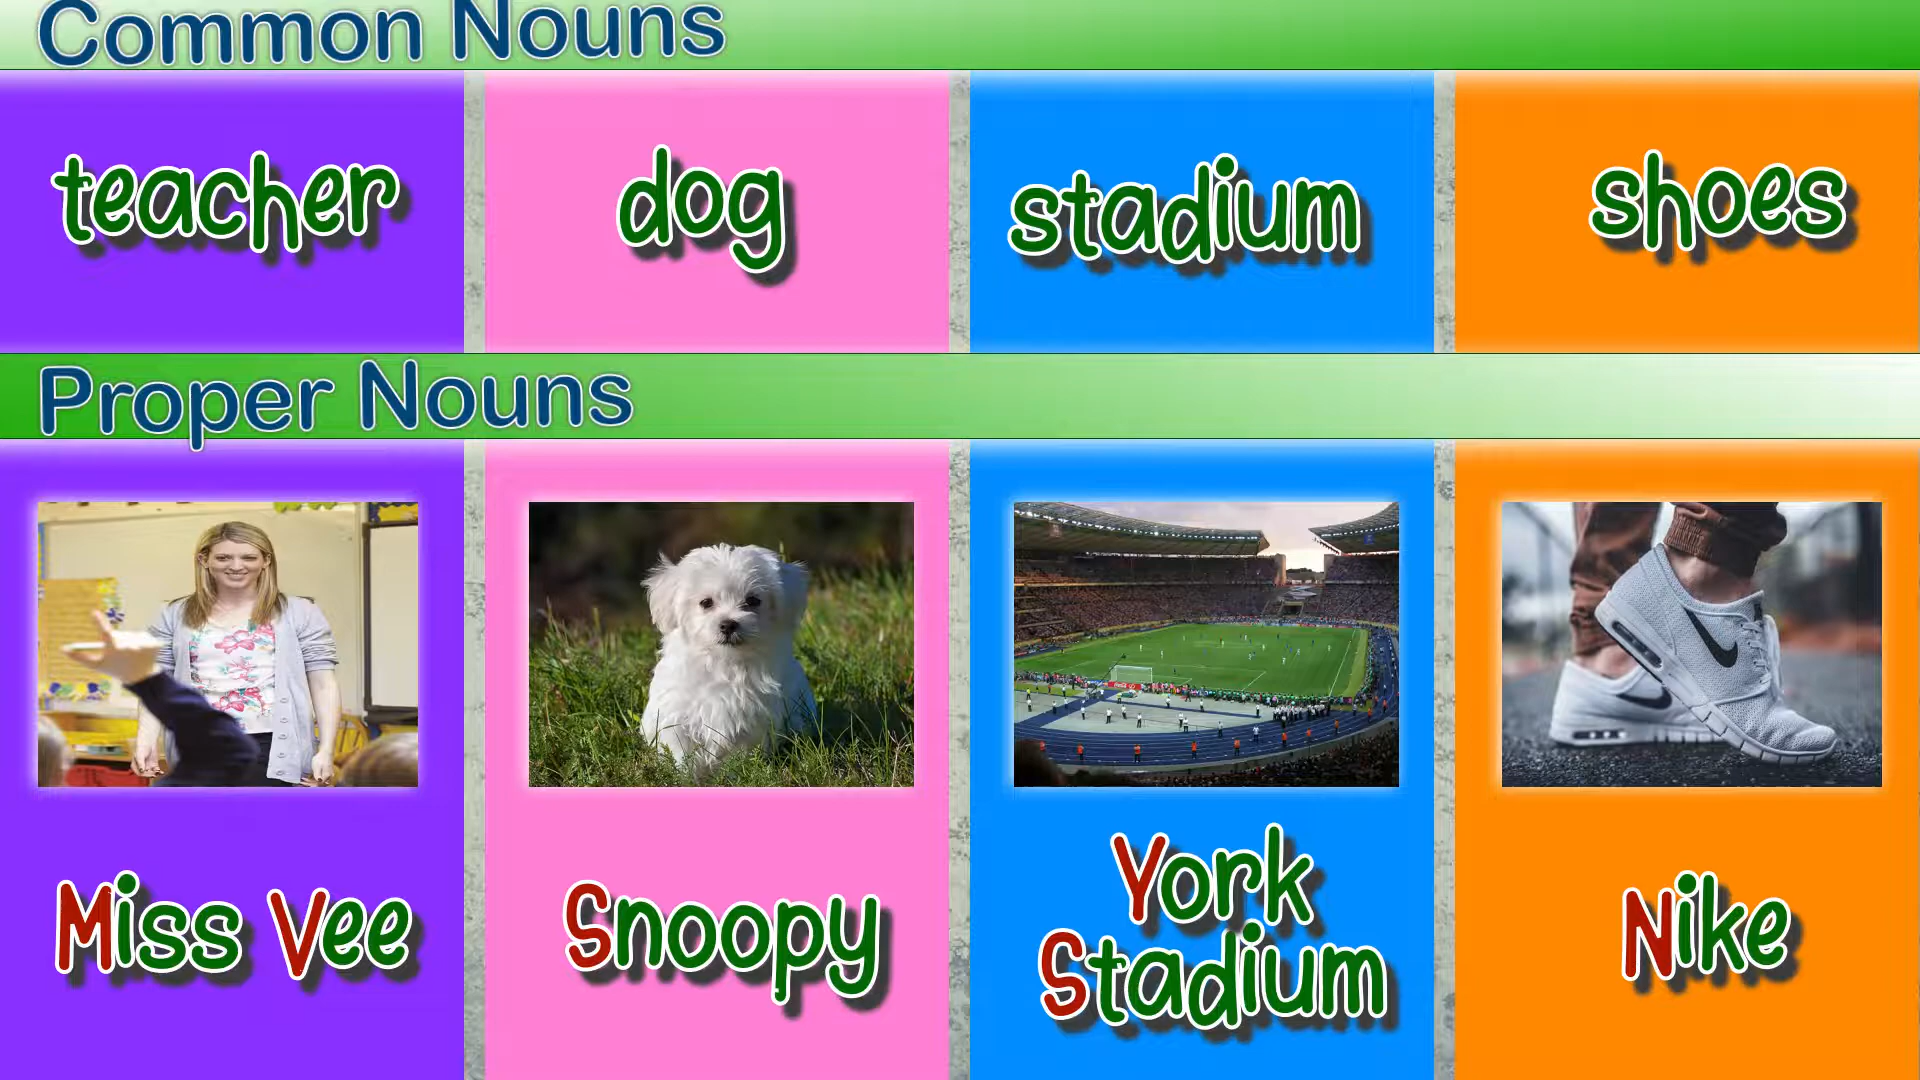 Common Nouns
teacher
dog
stadium
shoes
Proper Nouns
Miss Vee
Snoopy
York
Stadium
Nike